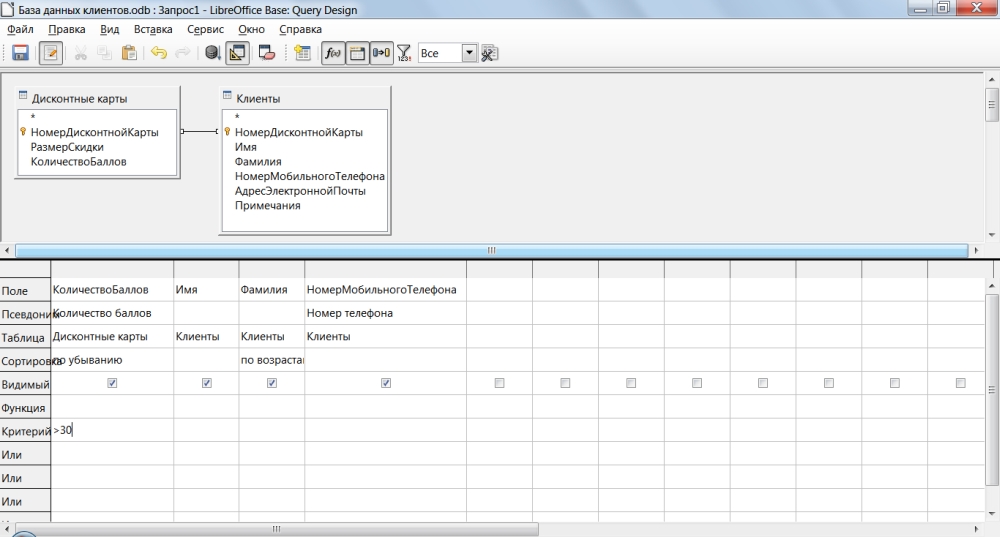 База данных клиентов.odb : Запрос1 - LibreOffice Base: Query Design
Файл Правка Вид Вставка Сервис Окно Справка
f(x) 123! Все
Дисконтные карты
*
НомерДисконтнойКарты
РазмерСкидки
КоличествоБаллов
Клиенты
*
НомерДисконтнойКарты
Имя
Фамилия
НомерМобильногоТелефона
АдресЭлектроннойПочты
Примечания
Поле КоличествоБаллов Имя Фамилия НомерМобильногоТелефона
Псевдоним Количество баллов Номер телефона
Таблица Дисконтные карты Клиенты Клиенты Клиенты
Сортировка по убыванию по возраста
Видимый
Функция
Критерий >30
Или
Или
Или